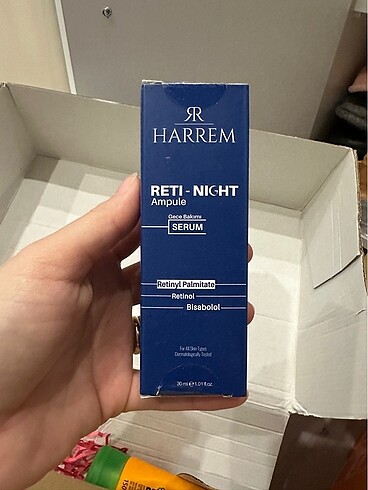 RR
HARREM
RETI - NIGHT
Ampule
Gece Bakımı
SERUM
Retinyl Palmitate
Retinol
Bisabolol
For All Skin Types
Dermatologically Tested
30 ml ℮ 1.01 fl.oz.